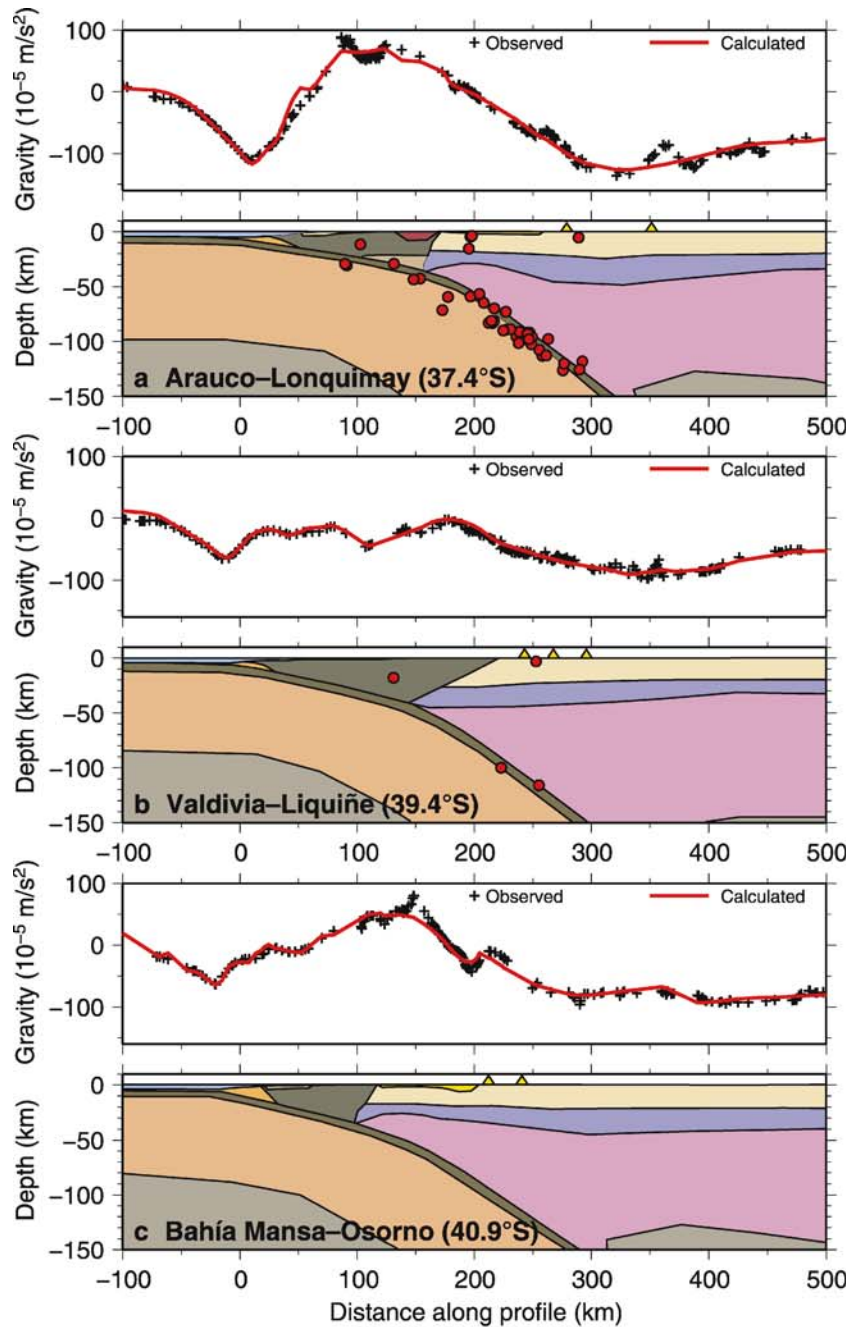 100
0
−100
Gravity (10⁻⁵ m/s²)
+ Observed
Calculated
0
−50
−100
−150
Depth (km)
a Arauco–Lonquimay (37.4°S)
−100 0 100 200 300 400 500
100
0
−100
Gravity (10⁻⁵ m/s²)
+ Observed
Calculated
0
−50
−100
−150
Depth (km)
b Valdivia–Liquiñe (39.4°S)
−100 0 100 200 300 400 500
100
0
−100
Gravity (10⁻⁵ m/s²)
+ Observed
Calculated
0
−50
−100
−150
Depth (km)
c Bahía Mansa–Osorno (40.9°S)
−100 0 100 200 300 400 500
Distance along profile (km)